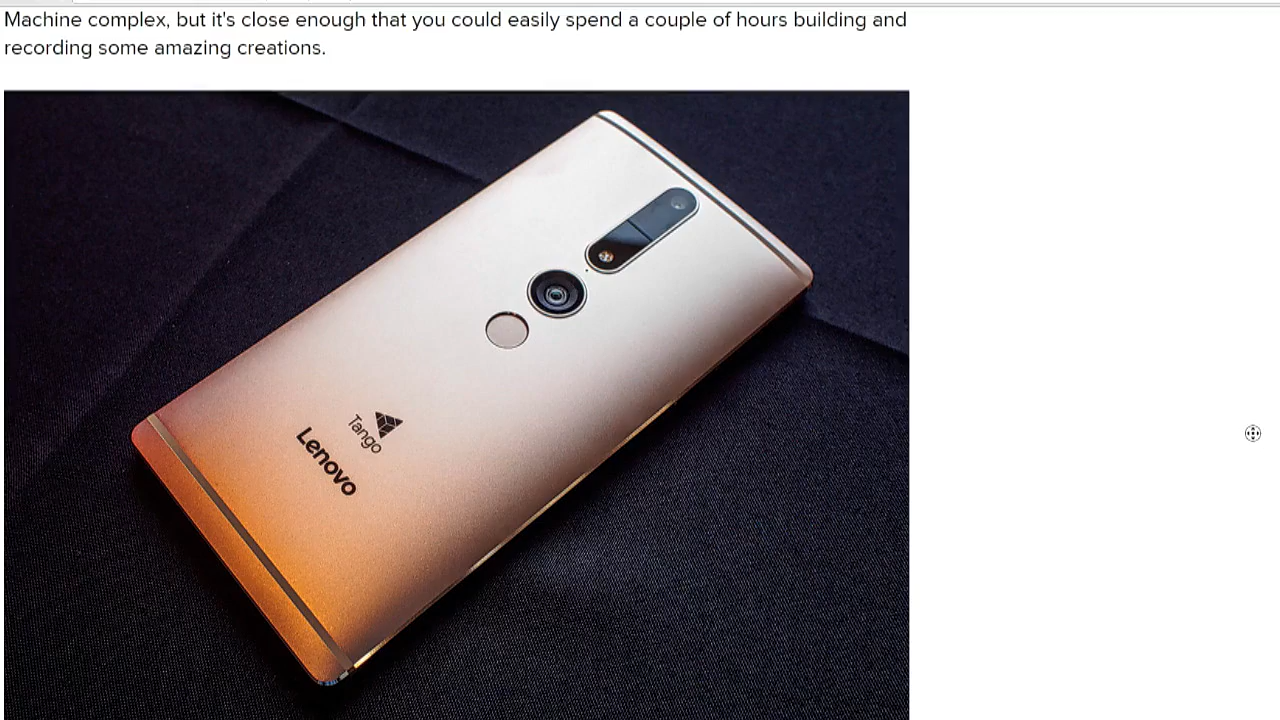 Machine complex, but it's close enough that you could easily spend a couple of hours building and
recording some amazing creations.
Tango
Lenovo